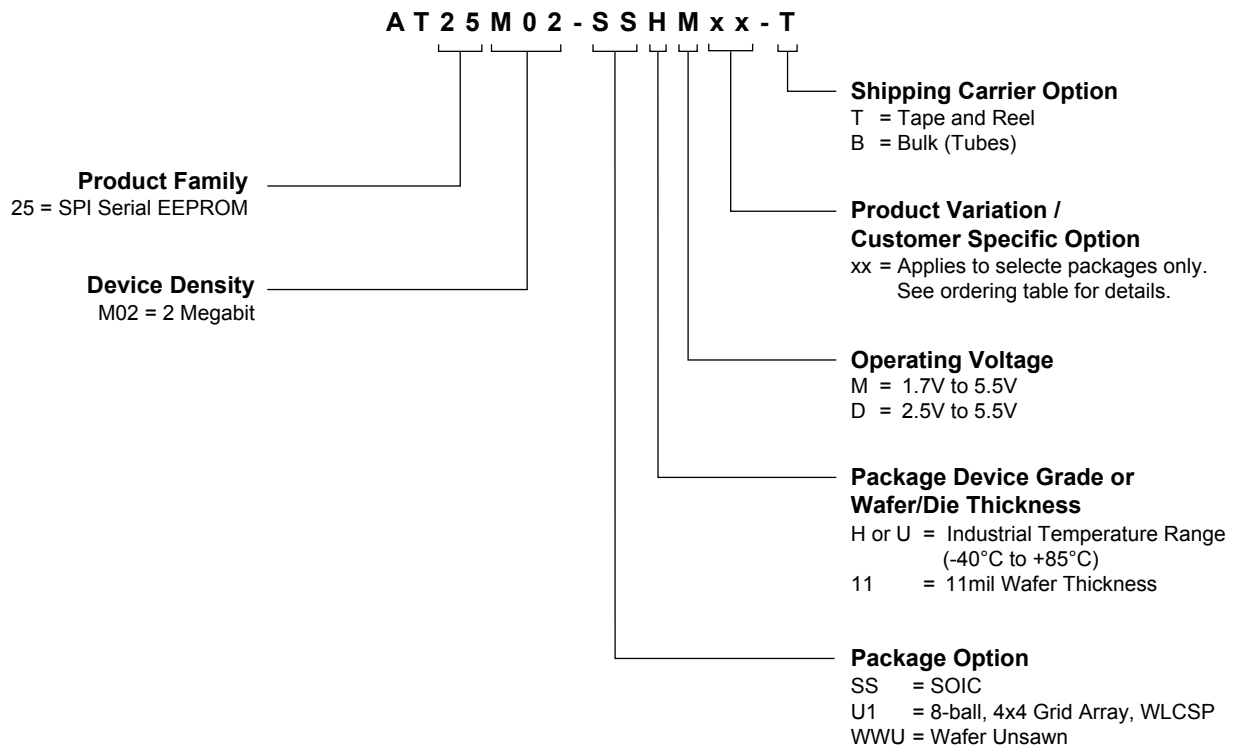 AT25M02-SSHMxx-T
Shipping Carrier Option
T = Tape and Reel
B = Bulk (Tubes)
Product Family
25 = SPI Serial EEPROM
Product Variation /
Customer Specific Option
xx = Applies to selecte packages only.
See ordering table for details.
Device Density
M02 = 2 Megabit
Operating Voltage
M = 1.7V to 5.5V
D = 2.5V to 5.5V
Package Device Grade or
Wafer/Die Thickness
H or U = Industrial Temperature Range
(-40°C to +85°C)
11 = 11mil Wafer Thickness
Package Option
SS = SOIC
U1 = 8-ball, 4x4 Grid Array, WLCSP
WWU = Wafer Unsawn